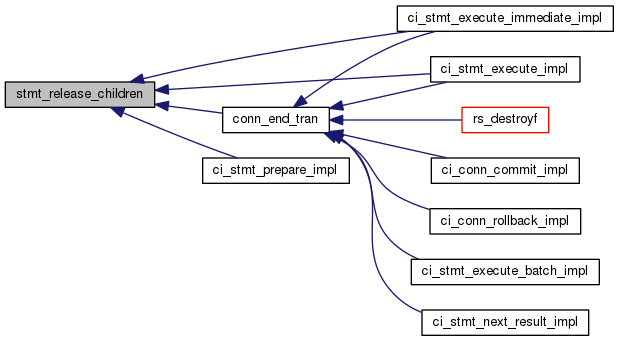 ci_stmt_execute_immediate_impl
ci_stmt_execute_impl
stmt_release_children
conn_end_tran
rs_destroyf
ci_stmt_prepare_impl
ci_conn_commit_impl
ci_conn_rollback_impl
ci_stmt_execute_batch_impl
ci_stmt_next_result_impl